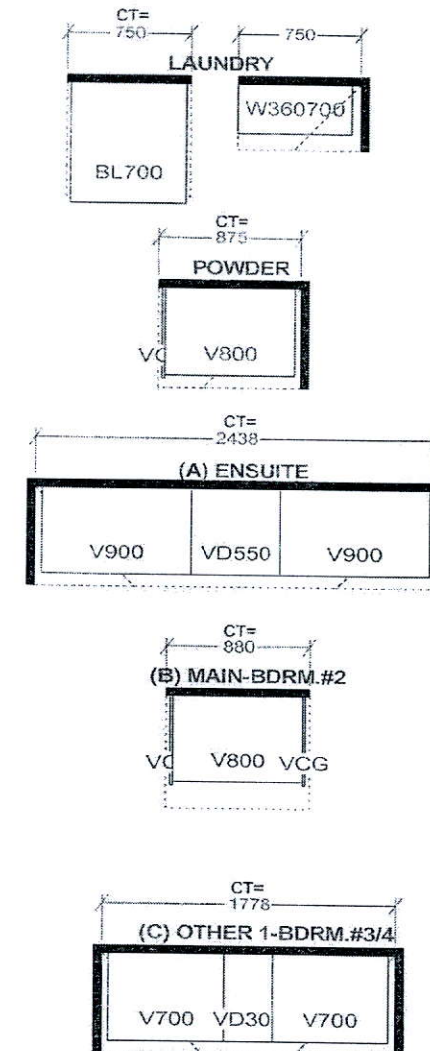 CT=
750
750
LAUNDRY
W360700
BL700
CT=
875
POWDER
VC V800
CT=
2438
(A) ENSUITE
V900 VD550 V900
CT=
880
(B) MAIN-BDRM.#2
VC V800 VCG
CT=
1778
(C) OTHER 1-BDRM.#3/4
V700 VD30 V700